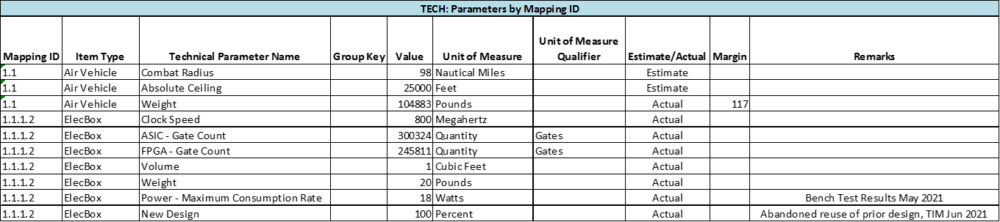 TECH: Parameters by Mapping ID
Mapping ID Item Type Technical Parameter Name Group Key Value Unit of Measure Unit of Measure Qualifier Estimate/Actual Margin Remarks
1.1 Air Vehicle Combat Radius 98 Nautical Miles Estimate
1.1 Air Vehicle Absolute Ceiling 25000 Feet Estimate
1.1 Air Vehicle Weight 104883 Pounds Actual 117
1.1.1.2 ElecBox Clock Speed 800 Megahertz Actual
1.1.1.2 ElecBox ASIC - Gate Count 300324 Quantity Gates Actual
1.1.1.2 ElecBox FPGA - Gate Count 245811 Quantity Gates Actual
1.1.1.2 ElecBox Volume 1 Cubic Feet Actual
1.1.1.2 ElecBox Weight 20 Pounds Actual
1.1.1.2 ElecBox Power - Maximum Consumption Rate 18 Watts Actual Bench Test Results May 2021
1.1.1.2 ElecBox New Design 100 Percent Actual Abandoned reuse of prior design, TIM Jun 2021